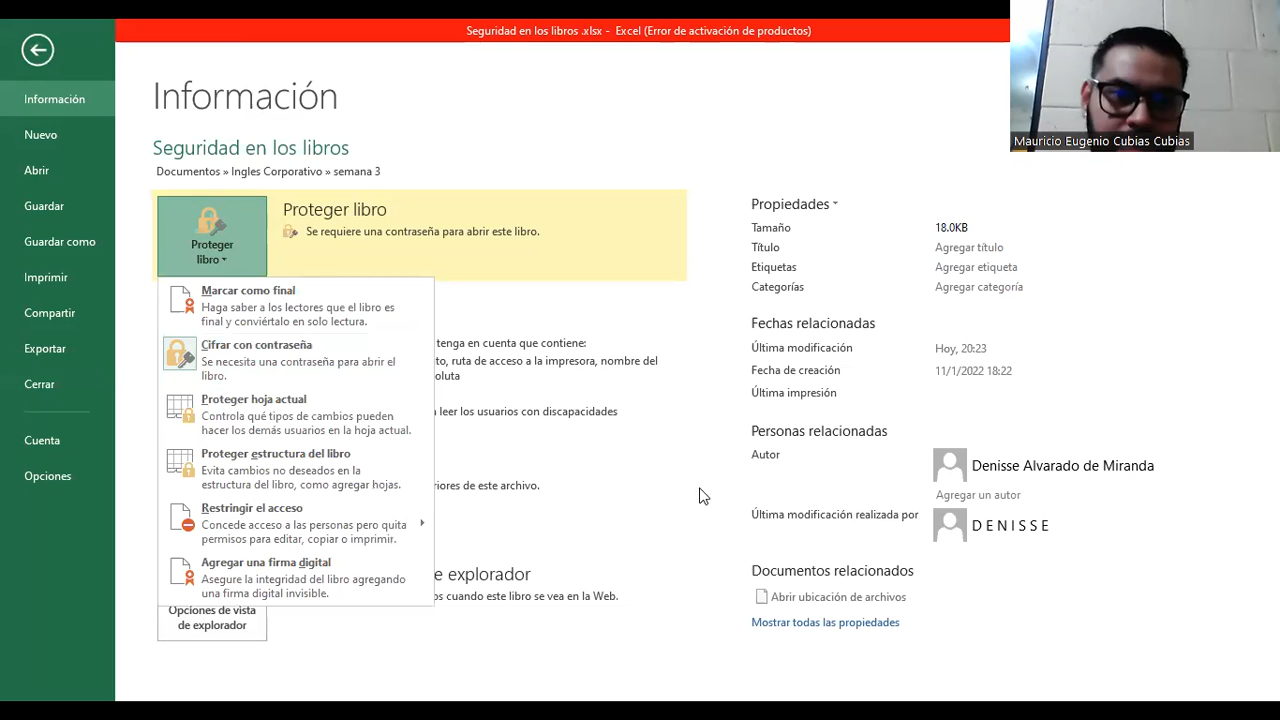 Seguridad en los libros .xlsx - Excel (Error de activación de productos)
Mauricio Eugenio Cubias Cubias
Información
Nuevo
Abrir
Guardar
Guardar como
Imprimir
Compartir
Exportar
Cerrar
Cuenta
Opciones
Información
Seguridad en los libros
Documentos » Ingles Corporativo » semana 3
Proteger
libro
Proteger libro
Se requiere una contraseña para abrir este libro.
Marcar como final
Haga saber a los lectores que el libro es
final y conviértalo en solo lectura.
Cifrar con contraseña
Se necesita una contraseña para abrir el
libro.
Proteger hoja actual
Controla qué tipos de cambios pueden
hacer los demás usuarios en la hoja actual.
Proteger estructura del libro
Evita cambios no deseados en la
estructura del libro, como agregar hojas.
Restringir el acceso
Concede acceso a las personas pero quita
permisos para editar, copiar o imprimir.
Agregar una firma digital
Asegure la integridad del libro agregando
una firma digital invisible.
Opciones de vista
de explorador
tenga en cuenta que contiene:
to, ruta de acceso a la impresora, nombre del
oluta
leer los usuarios con discapacidades
riores de este archivo.
e explorador
os cuando este libro se vea en la Web.
Propiedades
Tamaño 18.0KB
Título Agregar título
Etiquetas Agregar etiqueta
Categorías Agregar categoría
Fechas relacionadas
Última modificación Hoy, 20:23
Fecha de creación 11/1/2022 18:22
Última impresión
Personas relacionadas
Autor
Denisse Alvarado de Miranda
Agregar un autor
Última modificación realizada por
D E N I S S E
Documentos relacionados
Abrir ubicación de archivos
Mostrar todas las propiedades